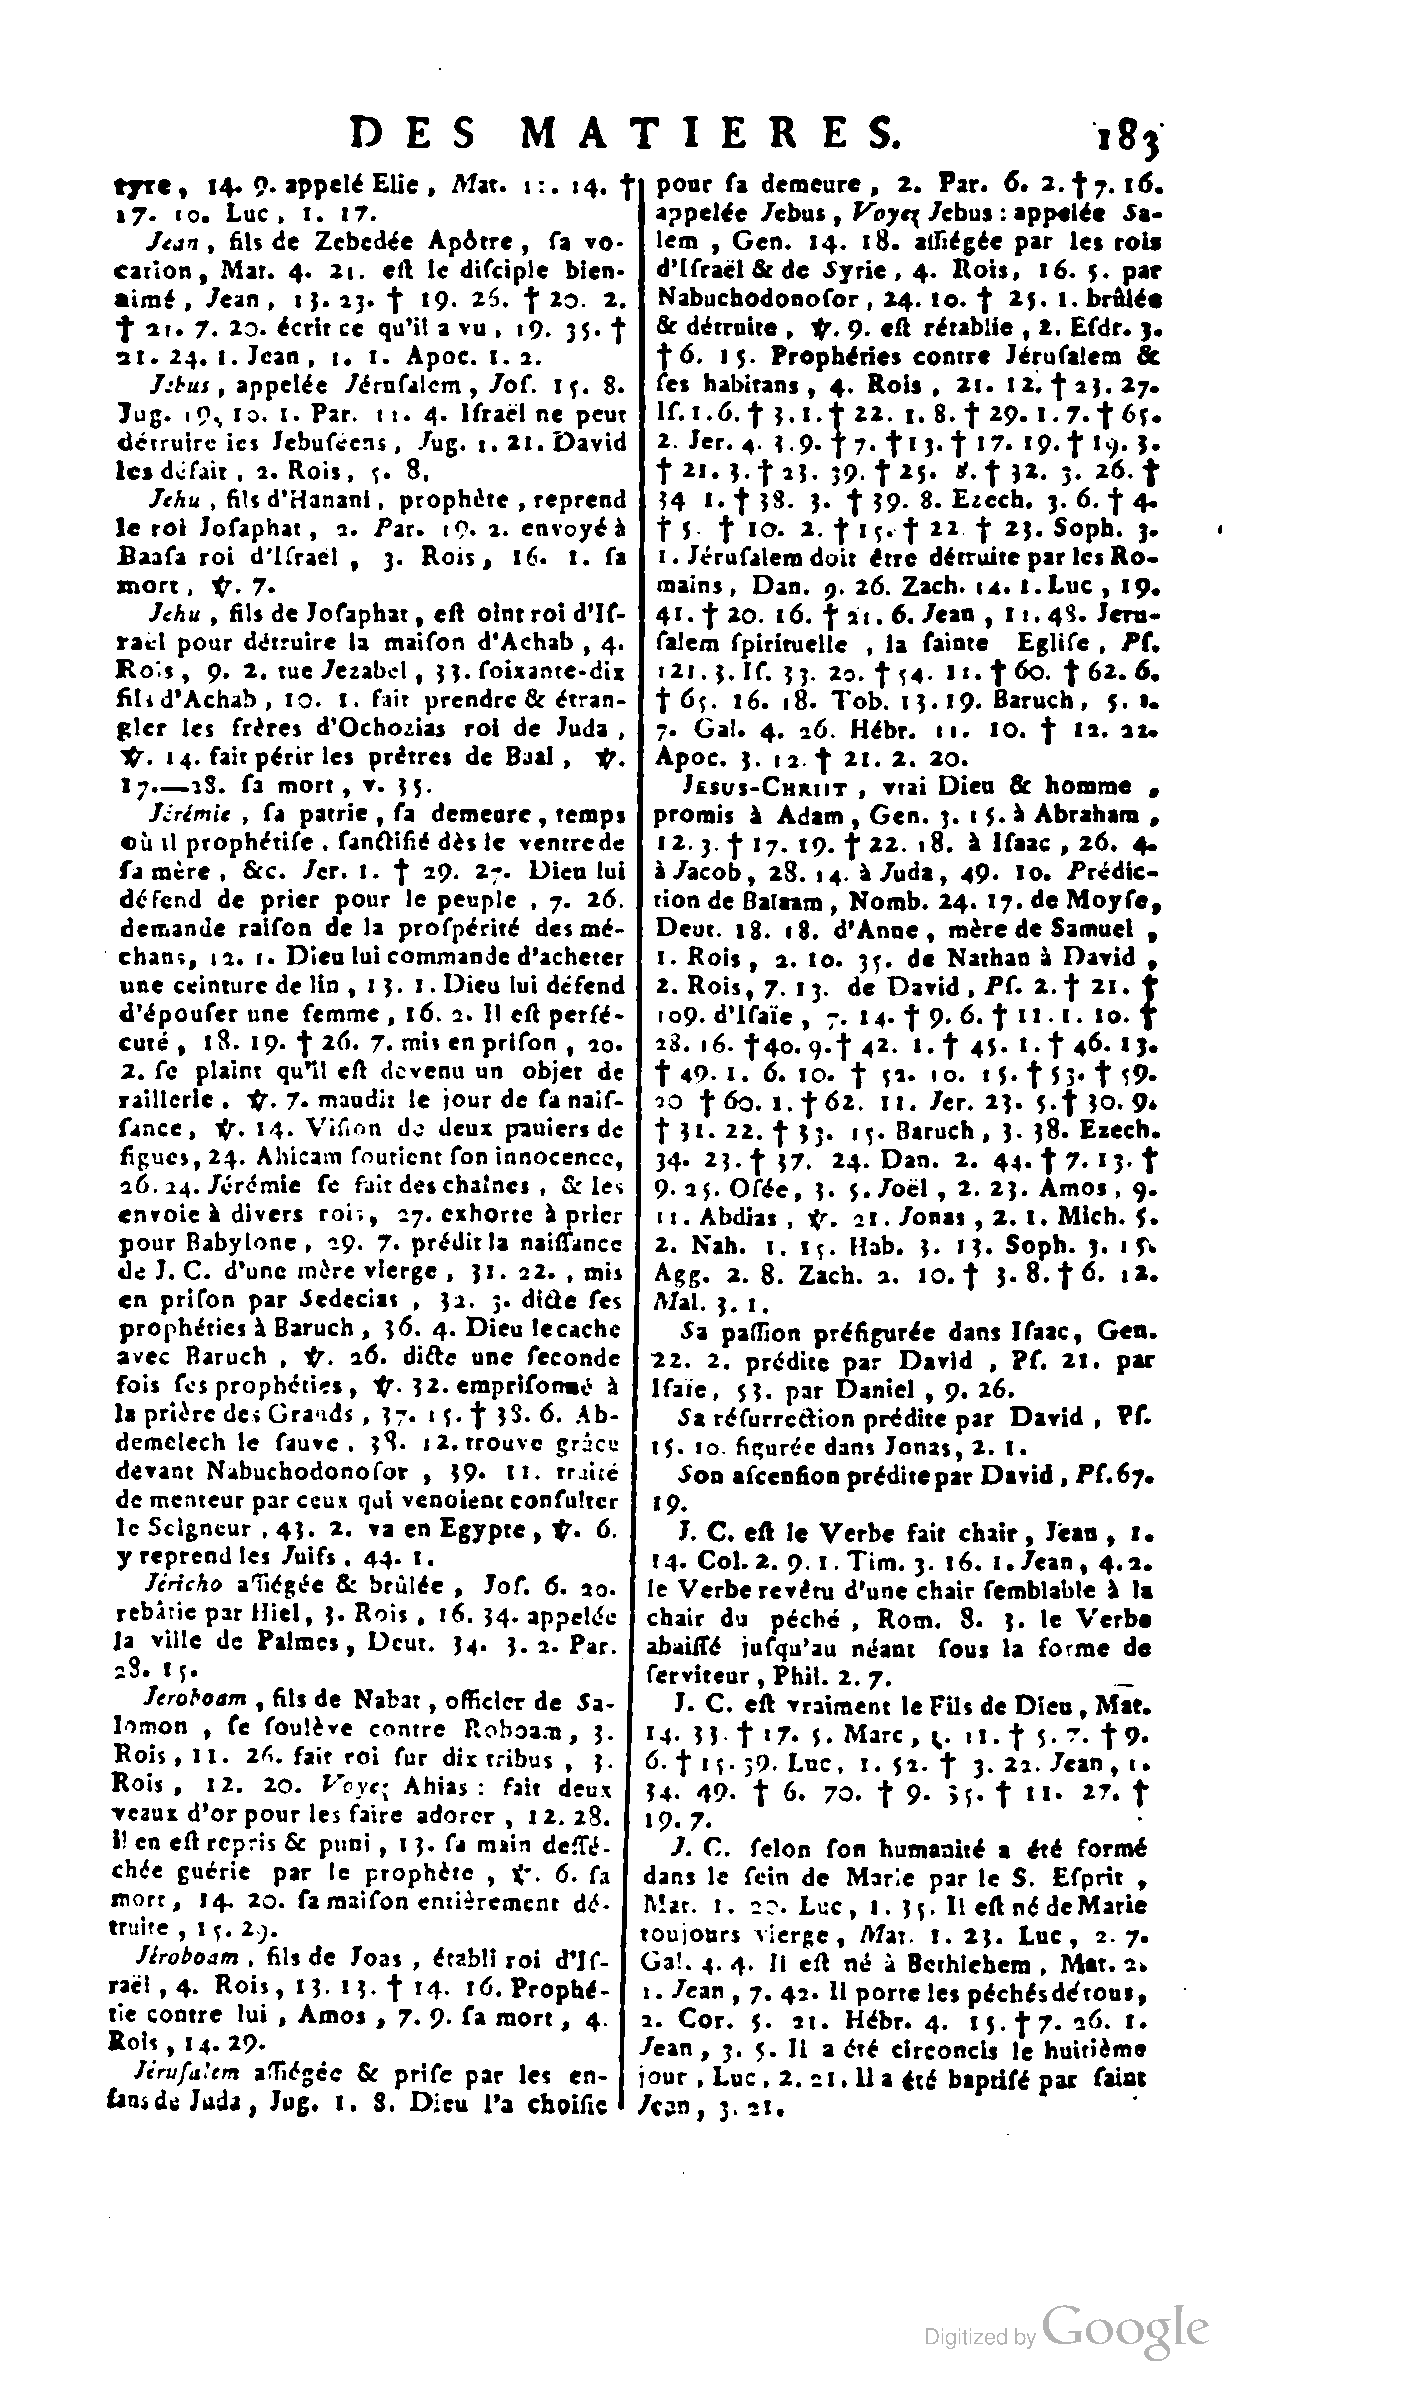 DES MATIERES. 183
tyre, 14. 9. appelé Elie, Mat. 11. 14. †
17. 10. Luc, 1. 17.
Jean, fils de Zebedée Apôtre, ſa vo-
cation, Mat. 4. 21. eſt le diſciple bien-
aimé, Jean, 13. 23. † 19. 26. † 20. 2.
† 21. 7. 20. écrit ce qu'il a vu, 19. 35. †
21. 24. 1. Jean, 1. 1. Apoc. 1. 2.
Jebus, appelée Jéruſalem, Joſ. 15. 8.
Jug. 19. 10. 1. Par. 11. 4. Iſraël ne peut
détruire les Jebuſéens, Jug. 1. 21. David
les défait, 2. Rois, 5. 8.
Jehu, fils d'Hanani, prophète, reprend
le roi Joſaphat, 2. Par. 19. 2. envoyé à
Baaſa roi d'Iſrael, 3. Rois, 16. 1. ſa
mort, ℣. 7.
Jehu, fils de Joſaphat, eſt oint roi d'Iſ-
raël pour détruire la maiſon d'Achab, 4.
Rois, 9. 2. tue Jezabel, 33. ſoixante-dix
fils d'Achab, 10. 1. fait prendre & étran-
gler les frères d'Ochozias roi de Juda,
℣. 14. fait périr les prêtres de Baal, ℣.
17.—28. ſa mort, v. 35.
Jérémie, ſa patrie, ſa demeure, temps
où il prophétiſe. ſanctifié dès le ventre de
ſa mère, &c. Jer. 1. † 29. 27. Dieu lui
défend de prier pour le peuple, 7. 26.
demande raiſon de la proſpérité des mé-
chans, 12. 1. Dieu lui commande d'acheter
une ceinture de lin, 13. 1. Dieu lui défend
d'épouſer une femme, 16. 2. Il eſt perſé-
cuté, 18. 19. † 26. 7. mis en priſon, 20.
2. ſe plaint qu'il eſt devenu un objet de
raillerie. ℣. 7. maudit le jour de ſa naiſ-
ſance, ℣. 14. Viſion de deux paniers de
figues, 24. Ahicam ſoutient ſon innocence,
26. 24. Jérémie ſe fait des chaînes, & les
envoie à divers rois, 27. exhorte à prier
pour Babylone, 29. 7. prédit la naiſſance
de J. C. d'une mère vierge, 31. 22., mis
en priſon par Sedecias, 32. 3. dicte ſes
prophéties à Baruch, 36. 4. Dieu le cache
avec Baruch, ℣. 26. dicte une ſeconde
fois ſes prophéties, ℣. 32. empriſonné à
la prière des Grands, 37. 15. † 38. 6. Ab-
demelech le ſauve. 38. 12. trouve grâce
devant Nabuchodonoſor, 39. 11. traité
de menteur par ceux qui venoient conſulter
le Seigneur, 43. 2. va en Egypte, ℣. 6.
y reprend les Juifs, 44. 1.
Jéricho aſſiégée & brûlée, Joſ. 6. 20.
rebâtie par Hiel, 3. Rois, 16. 34. appelée
la ville de Palmes, Deut. 34. 3. 2. Par.
28. 15.
Jeroboam, fils de Nabat, officier de Sa-
lomon, ſe ſoulève contre Roboam, 3.
Rois, 11. 26. fait roi ſur dix tribus, 3.
Rois, 12. 20. Voyez Ahias: fait deux
veaux d'or pour les faire adorer, 12. 28.
Il en eſt repris & puni, 13. ſa main deſſé-
chée guérie par le prophète, ℣. 6. ſa
mort, 14. 20. ſa maiſon entièrement dé-
truite, 15. 29.
Jéroboam, fils de Joas, établi roi d'Iſ-
raël, 4. Rois, 13. 13. † 14. 16. Prophé-
tie contre lui, Amos, 7. 9. ſa mort, 4.
Rois, 14. 29.
Jéruſalem aſſiégée & priſe par les en-
fans de Juda, Jug. 1. 8. Dieu l'a choiſie
pour ſa demeure, 2. Par. 6. 2. † 7. 16.
appelée Jebus, Voyez Jebus: appelée Sa-
lem, Gen. 14. 18. aſſiégée par les rois
d'Iſraël & de Syrie, 4. Rois, 16. 5. par
Nabuchodonoſor, 24. 10. † 25. 1. brûlée
& détruite, ℣. 9. eſt rétablie, 2. Eſdr. 3.
† 6. 15. Prophéties contre Jéruſalem &
ſes habitans, 4. Rois, 21. 12. † 23. 27.
Iſ. 1. 6. † 3. 1. † 22. 1. 8. † 29. 1. 7. † 65.
2. Jer. 4. 3. 9. † 7. † 13. † 17. 19. † 19. 3.
† 21. 3. † 23. 39. † 25. 8. † 32. 3. 26. †
34 1. † 38. 3. † 39. 8. Ezech. 3. 6. † 4.
† 5. † 10. 2. † 15. † 22 † 23. Soph. 3.
1. Jéruſalem doit être détruite par les Ro-
mains, Dan. 9. 26. Zach. 14. 1. Luc, 19.
41. † 20. 16. † 21. 6. Jean, 11. 48. Jeru-
ſalem ſpirituelle, la ſainte Egliſe, Pſ.
121. 3. Iſ. 33. 20. † 54. 11. † 60. † 62. 6.
† 65. 16. 18. Tob. 13. 19. Baruch, 5. 1.
7. Gal. 4. 26. Hébr. 11. 10. † 12. 22.
Apoc. 3. 12. † 21. 2. 20.
JESUS-CHRIST, vrai Dieu & homme,
promis à Adam, Gen. 3. 15. à Abraham,
12. 3. † 17. 19. † 22. 18. à Iſaac, 26. 4.
à Jacob, 28. 14. à Juda, 49. 10. Prédic-
tion de Balaam, Nomb. 24. 17. de Moyſe,
Deut. 18. 18. d'Anne, mère de Samuel,
1. Rois, 2. 10. 35. de Nathan à David,
2. Rois, 7. 13. de David, Pſ. 2. † 21. †
109. d'Iſaïe, 7. 14. † 9. 6. † 11. 1. 10. †
28. 16. † 40. 9. † 42. 1. † 45. 1. † 46. 13.
† 49. 1. 6. 10. † 52. 10. 15. † 53. † 59.
20 † 60. 1. † 62. 11. Jer. 23. 5. † 30. 9.
† 31. 22. † 33. 15. Baruch, 3. 38. Ezech.
34. 23. † 37. 24. Dan. 2. 44. † 7. 13. †
9. 25. Oſée, 3. 5. Joël, 2. 23. Amos, 9.
11. Abdias, ℣. 21. Jonas, 2. 1. Mich. 5.
2. Nah. 1. 15. Hab. 3. 13. Soph. 3. 15.
Agg. 2. 8. Zach. 2. 10. † 3. 8. † 6. 12.
Mal. 3. 1.
Sa paſſion préfigurée dans Iſaac, Gen.
22. 2. prédite par David, Pſ. 21. par
Iſaïe, 53. par Daniel, 9. 26.
Sa réſurrection prédite par David, Pſ.
15. 10. figurée dans Jonas, 2. 1.
Son aſcenſion prédite par David, Pſ. 67.
19.
J. C. eſt le Verbe fait chair, Jean, 1.
14. Col. 2. 9. 1. Tim. 3. 16. 1. Jean, 4. 2.
le Verbe revêtu d'une chair ſemblable à la
chair du péché, Rom. 8. 3. le Verbe
abaiſſé juſqu'au néant ſous la forme de
ſerviteur, Phil. 2. 7.
J. C. eſt vraiment le Fils de Dieu, Mat.
14. 33. † 17. 5. Marc, 1. 11. † 5. 7. † 9.
6. † 15. 39. Luc, 1. 52. † 3. 22. Jean, 1.
34. 49. † 6. 70. † 9. 35. † 11. 27. †
19. 7.
J. C. ſelon ſon humanité a été formé
dans le ſein de Marie par le S. Eſprit,
Mat. 1. 20. Luc, 1. 35. Il eſt né de Marie
toujours vierge, Mat. 1. 23. Luc, 2. 7.
Gal. 4. 4. Il eſt né à Bethlehem, Mat. 2.
1. Jean, 7. 42. Il porte les péchés de tous,
2. Cor. 5. 21. Hébr. 4. 15. † 7. 26. 1.
Jean, 3. 5. Il a été circoncis le huitième
jour, Luc, 2. 21. Il a été baptiſé par ſaint
Jean, 3. 21.
Digitized by Google